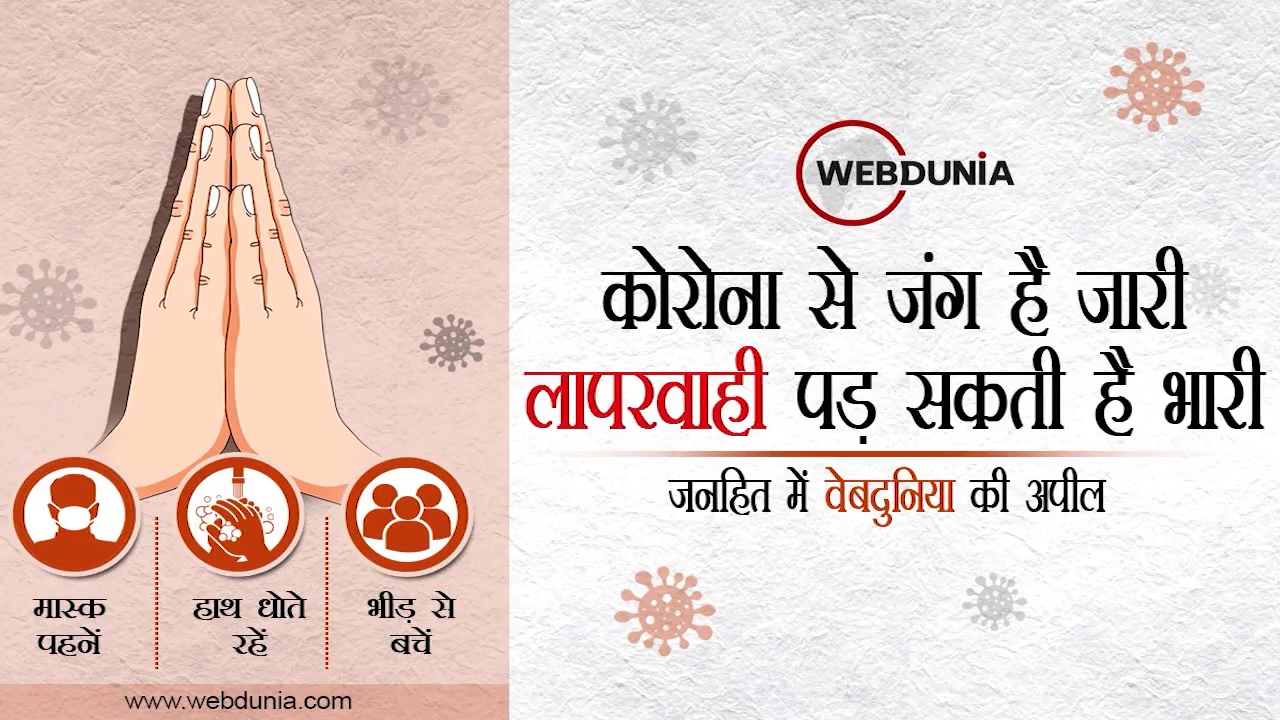 WEBDUNIA
कोरोना से जंग है जारी
लापरवाही पड़ सकती है भारी
जनहित में वेबदुनिया की अपील
मास्क
पहनें
हाथ धोते
रहें
भीड़ से
बचें
www.webdunia.com